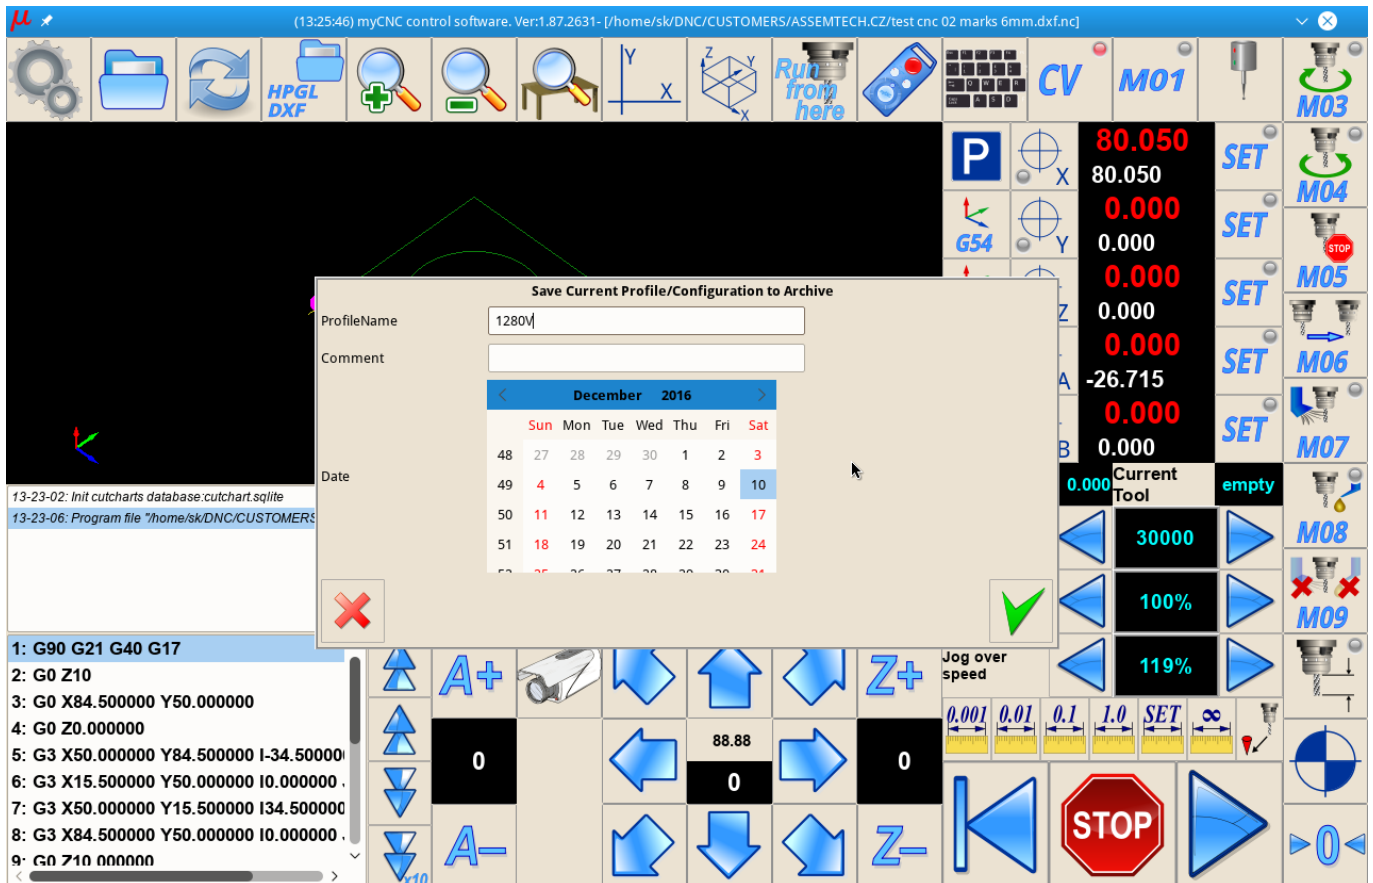 (13:25:46) myCNC control software. Ver:1.87.2631- [/home/sk/DNC/CUSTOMERS/ASSEMTECH.CZ/test cnc 02 marks 6mm.dxf.nc]
HPGL
DXF
Y
X
Z
Y
X
Run
from
here
CV
M01
M03
P
X
80.050
80.050
SET
M04
G54
Y
0.000
0.000
SET
STOP
M05
Z
0.000
0.000
SET
M06
A
0.000
-26.715
SET
B
0.000
0.000
SET
M07
Save Current Profile/Configuration to Archive
ProfileName
1280V
Comment
Date
December 2016
Sun Mon Tue Wed Thu Fri Sat
48 27 28 29 30 1 2 3
49 4 5 6 7 8 9 10
50 11 12 13 14 15 16 17
51 18 19 20 21 22 23 24
13-23-02: Init cutcharts database:cutchart.sqlite
13-23-06: Program file "/home/sk/DNC/CUSTOMERS
0.000
Current
Tool
empty
30000
M08
100%
M09
Jog over
speed
119%
1: G90 G21 G40 G17
2: G0 Z10
3: G0 X84.500000 Y50.000000
4: G0 Z0.000000
5: G3 X50.000000 Y84.500000 I-34.500000
6: G3 X15.500000 Y50.000000 I0.000000
7: G3 X50.000000 Y15.500000 I34.500000
8: G3 X84.500000 Y50.000000 I0.000000
9: G0 Z10.000000
x10
A+
0
A–
88.88
0
Z+
0
Z–
0.001 0.01 0.1 1.0 SET ∞
STOP
0